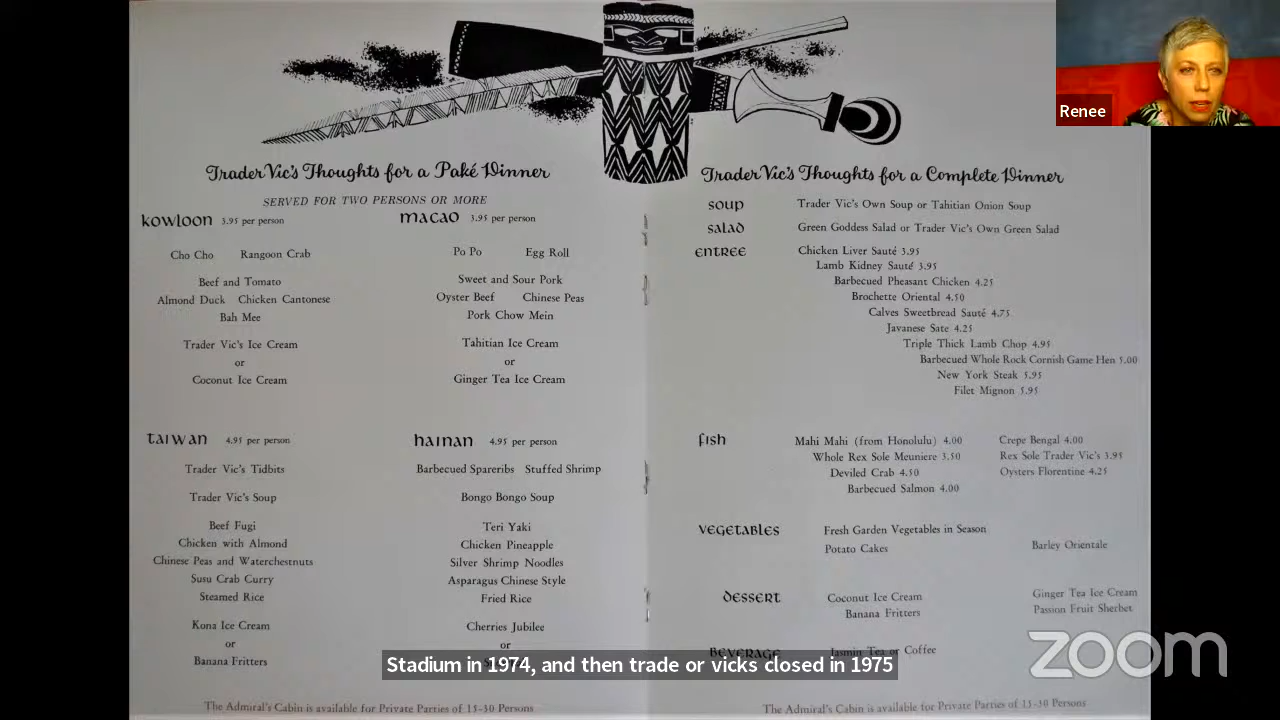 Trader Vic's Thoughts for a Paké Dinner
SERVED FOR TWO PERSONS OR MORE
kowloon 3.95 per person
Cho Cho Rangoon Crab
Beef and Tomato
Almond Duck Chicken Cantonese
Bah Mee
Trader Vic's Ice Cream
or
Coconut Ice Cream
macao 3.95 per person
Po Po Egg Roll
Sweet and Sour Pork
Oyster Beef Chinese Peas
Pork Chow Mein
Tahitian Ice Cream
or
Ginger Tea Ice Cream
taiwan 4.95 per person
Trader Vic's Tidbits
Trader Vic's Soup
Beef Fugi
Chicken with Almond
Chinese Peas and Waterchestnuts
Susu Crab Curry
Steamed Rice
Kona Ice Cream
or
Banana Fritters
hainan 4.95 per person
Barbecued Spareribs Stuffed Shrimp
Bongo Bongo Soup
Teri Yaki
Chicken Pineapple
Silver Shrimp Noodles
Asparagus Chinese Style
Fried Rice
Cherries Jubilee
or
The Admiral's Cabin is available for Private Parties of 15-50 Persons
Trader Vic's Thoughts for a Complete Dinner
soup Trader Vic's Own Soup or Tahitian Onion Soup
salad Green Goddess Salad or Trader Vic's Own Green Salad
entree Chicken Liver Sauté 3.95
Lamb Kidney Sauté 3.95
Barbecued Pheasant Chicken 4.25
Brochette Oriental 4.50
Calves Sweetbread Sauté 4.75
Javanese Sate 4.25
Triple Thick Lamb Chop 4.95
Barbecued Whole Rock Cornish Game Hen 5.00
New York Steak 5.95
Filet Mignon 5.95
fish Mahi Mahi (from Honolulu) 4.00 Crepe Bengal 4.00
Whole Rex Sole Meuniere 3.50 Rex Sole Trader Vic's 3.95
Deviled Crab 4.50 Oysters Florentine 4.25
Barbecued Salmon 4.00
vegetables Fresh Garden Vegetables in Season
Potato Cakes Barley Orientale
dessert Coconut Ice Cream Ginger Tea Ice Cream
Banana Fritters Passion Fruit Sherbet
beverage Jasmin Tea or Coffee
The Admiral's Cabin is available for Private Parties of 15-50 Persons
Stadium in 1974, and then trade or vicks closed in 1975
Renee
zoom